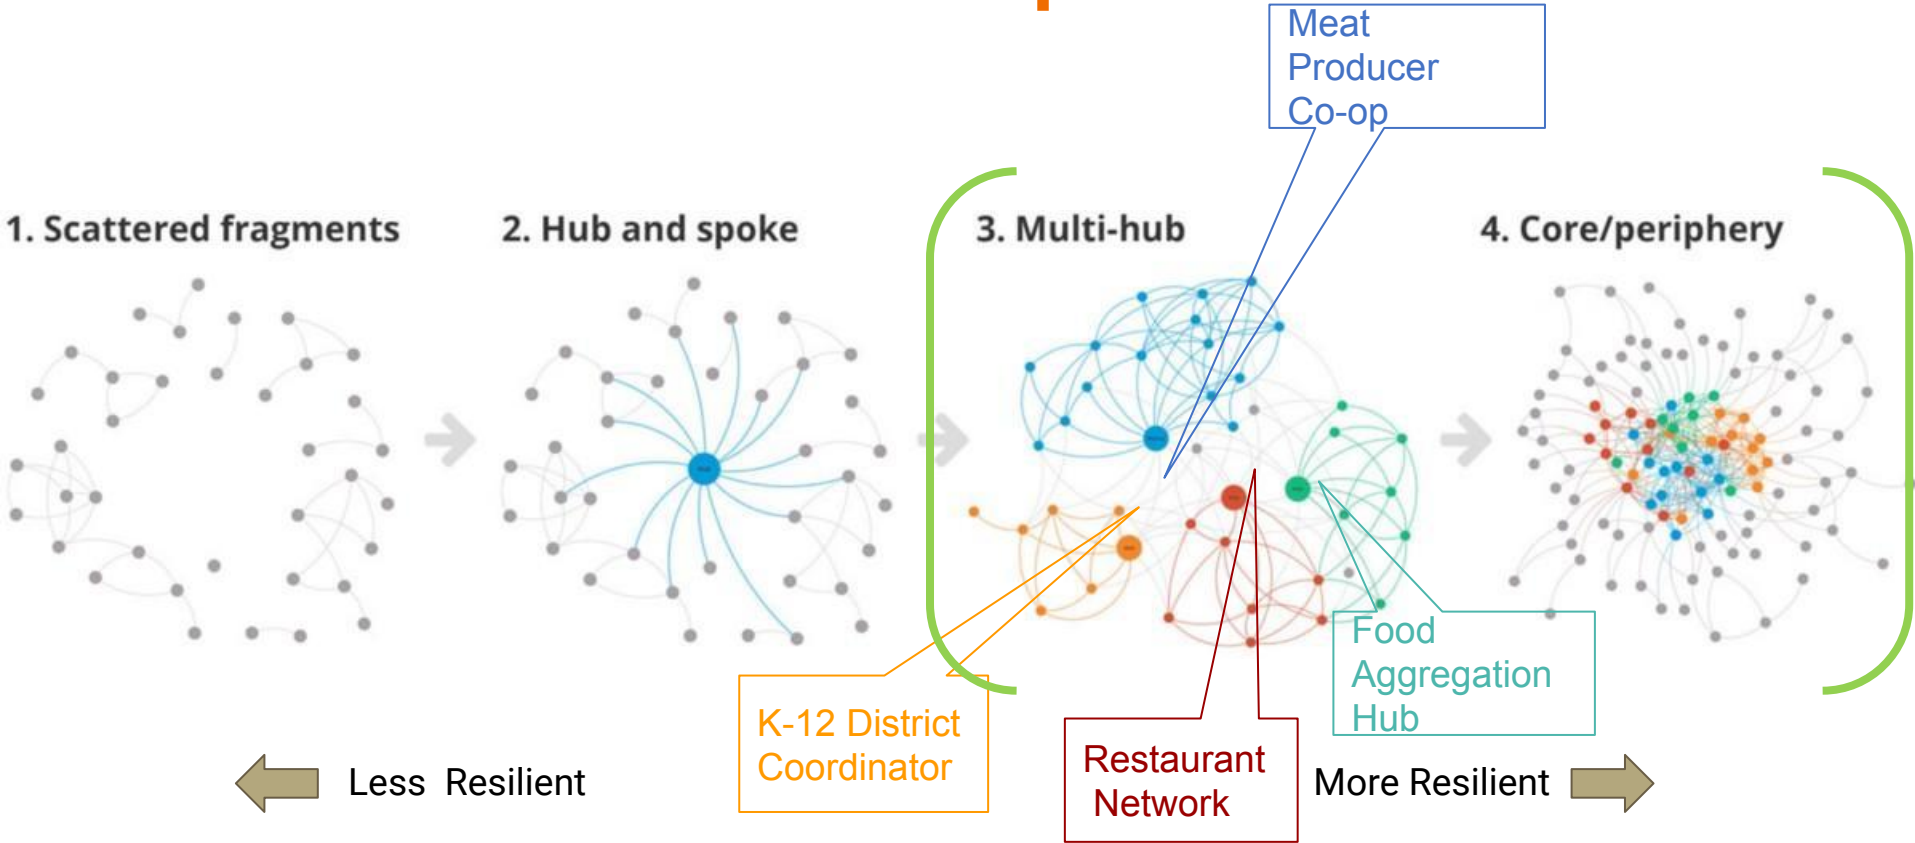 Meat
Producer
Co-op
1. Scattered fragments
2. Hub and spoke
3. Multi-hub
4. Core/periphery
Food
Aggregation
Hub
K-12 District
Coordinator
Restaurant
Network
Less Resilient
More Resilient